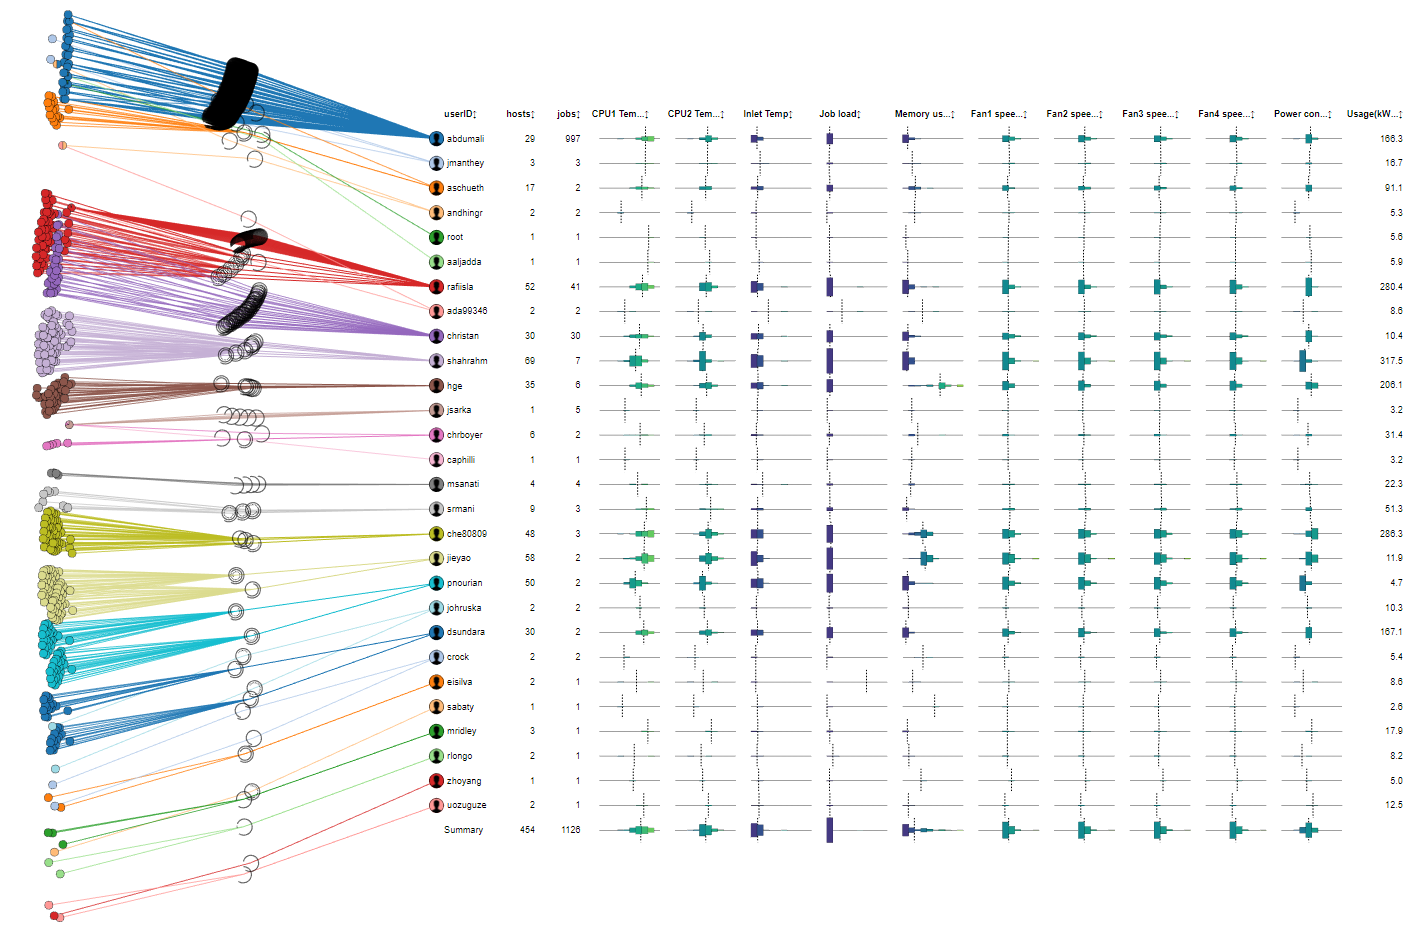 userID↕ hosts↕ jobs↕ CPU1 Tem...↕ CPU2 Tem...↕ Inlet Temp↕ Job load↕ Memory us...↕ Fan1 spee...↕ Fan2 spee...↕ Fan3 spee...↕ Fan4 spee...↕ Power con...↕ Usage(kW...↕
abdumali 29 997 166.3
jmanthey 3 3 16.7
aschueth 17 2 91.1
andhingr 2 2 5.3
root 1 1 5.6
aaljadda 1 1 5.9
rafiisla 52 41 280.4
ada99346 2 2 8.6
christan 30 30 10.4
shahrahm 69 7 317.5
hge 35 6 206.1
jsarka 1 5 3.2
chrboyer 6 2 31.4
caphilli 1 1 3.2
msanati 4 4 22.3
srmani 9 3 51.3
che80809 48 3 286.3
jieyao 58 2 11.9
pnourian 50 2 4.7
johruska 2 2 10.3
dsundara 30 2 167.1
crock 2 2 5.4
eisilva 2 1 8.6
sabaty 1 1 2.6
mridley 3 1 17.9
rlongo 2 1 8.2
zhoyang 1 1 5.0
uozuguze 2 1 12.5
Summary 454 1126